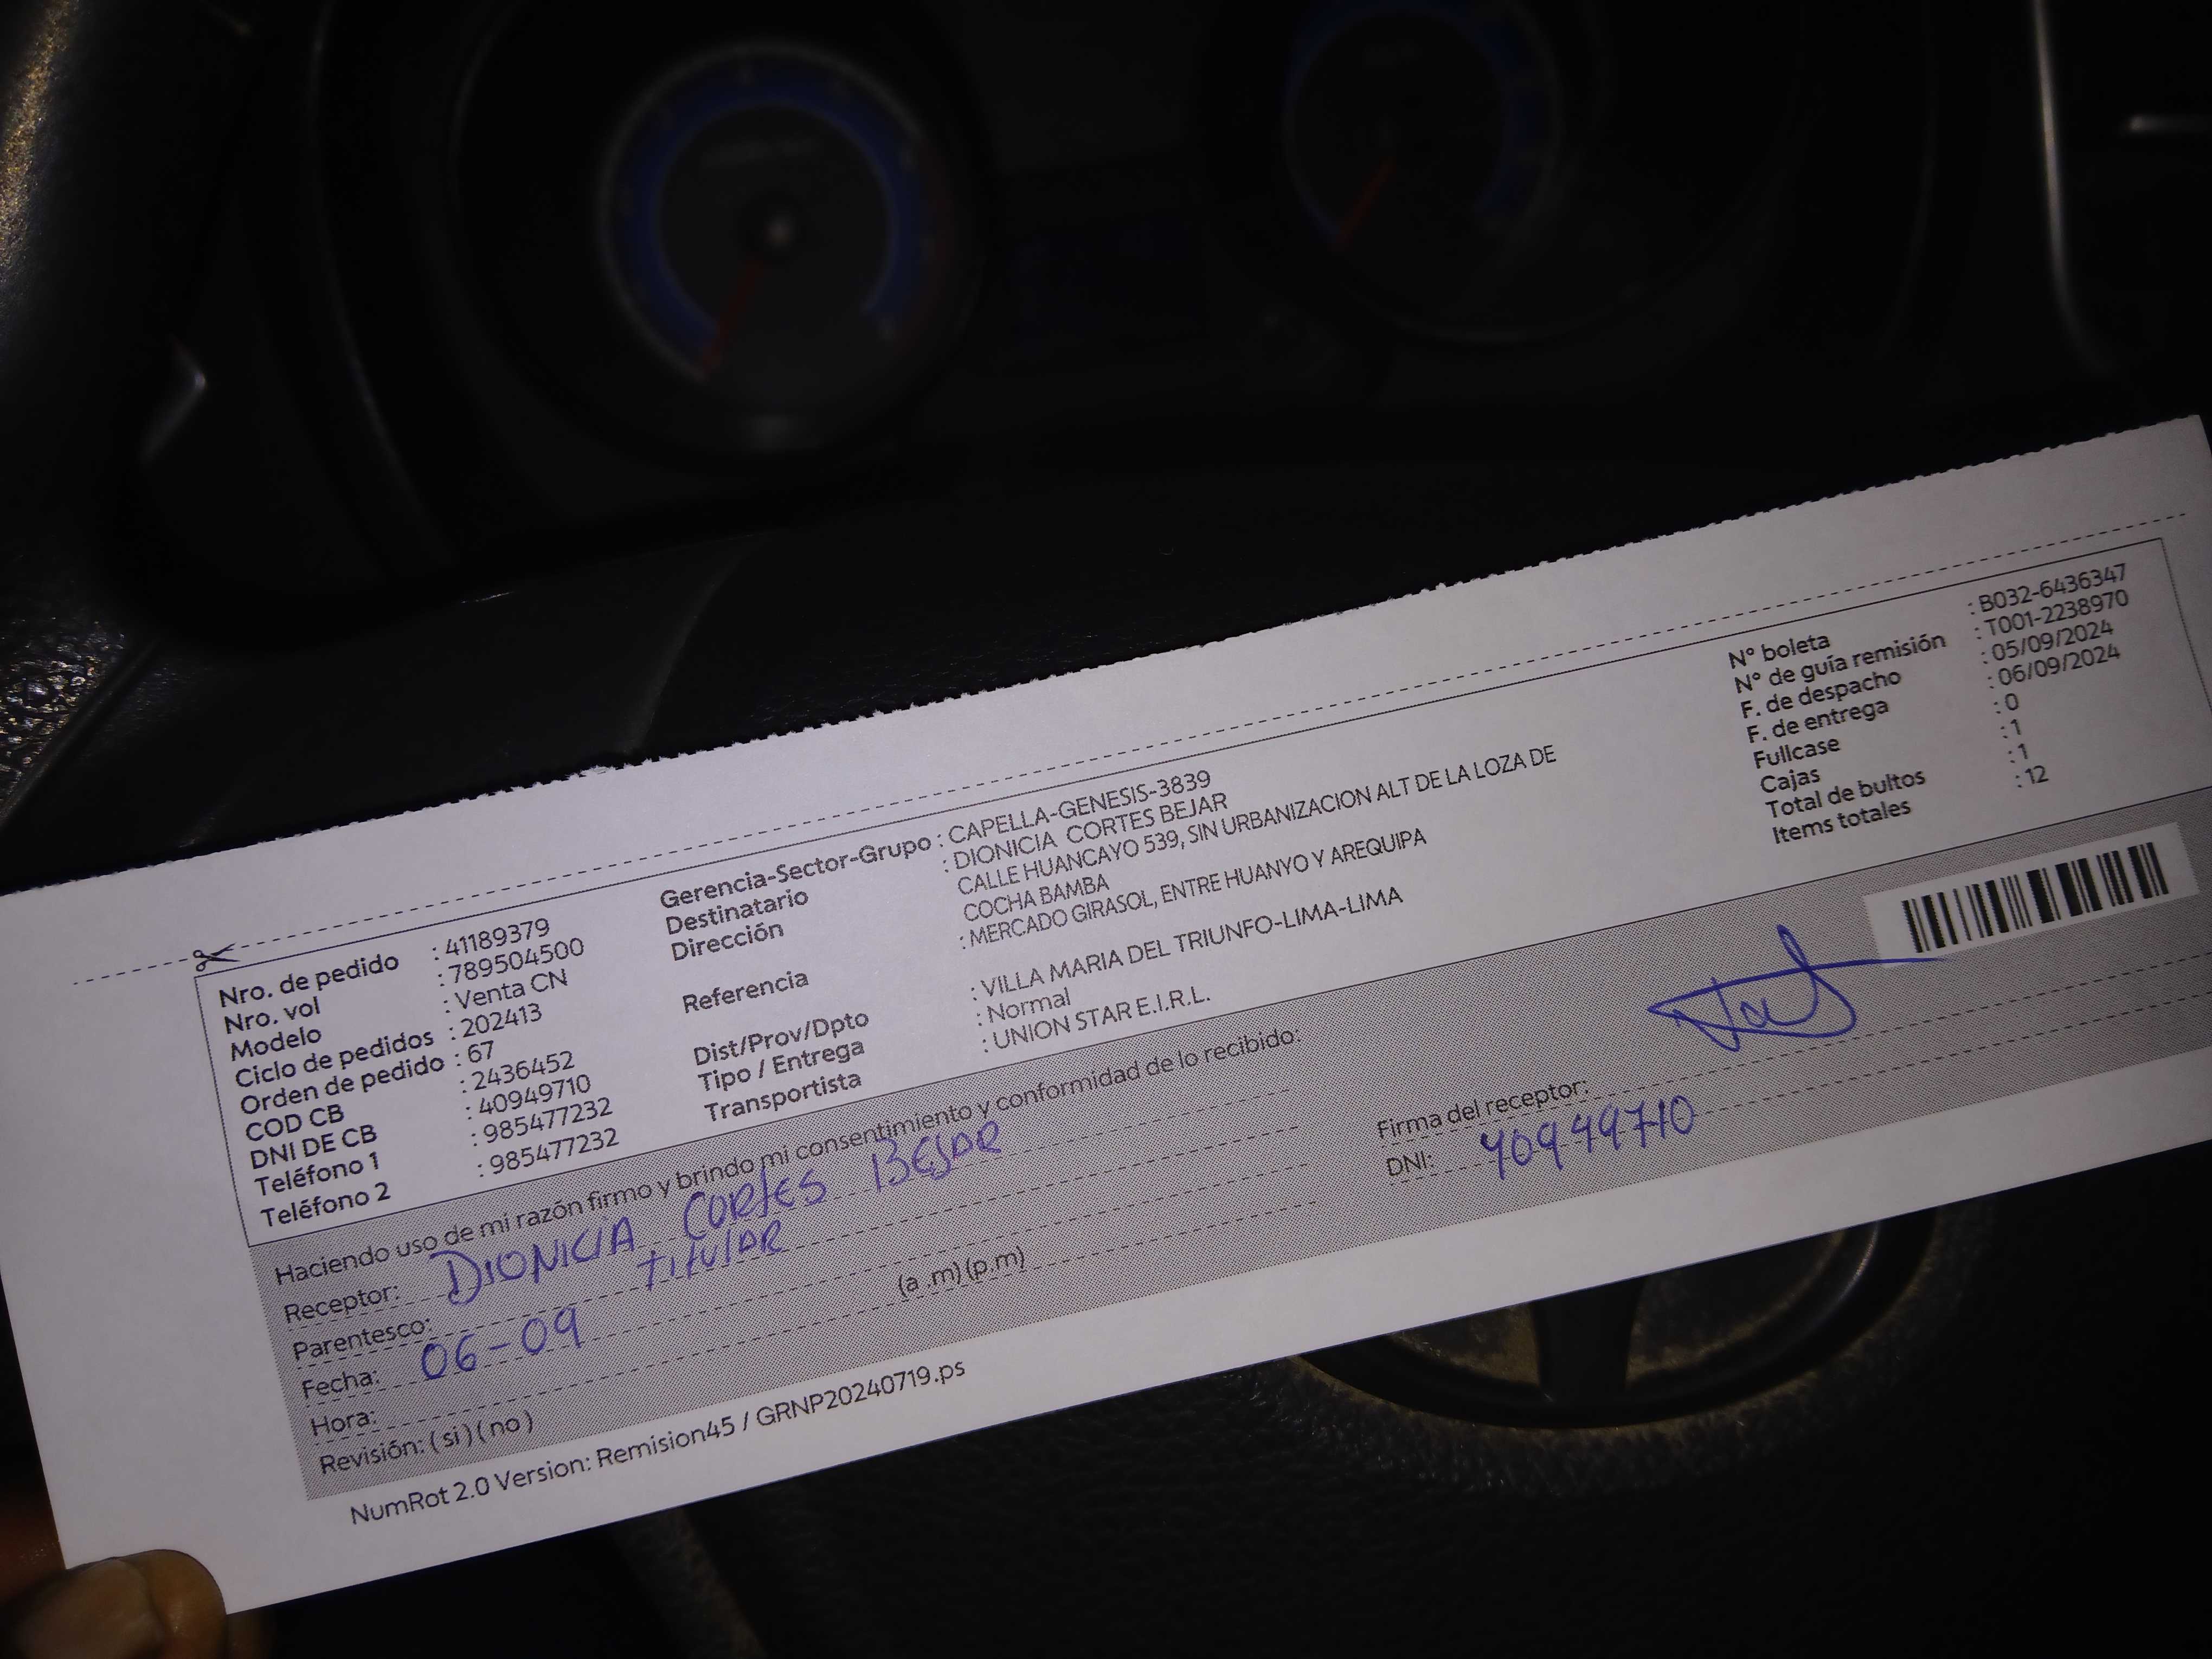 Nro. de pedido : 41189379
Nro. vol : 789504500
Modelo : Venta CN
Ciclo de pedidos : 202413
Orden de pedido : 67
COD CB : 2436452
DNI DE CB : 40949710
Teléfono 1 : 985477232
Teléfono 2 : 985477232
Gerencia-Sector-Grupo : CAPELLA-GENESIS-3839
Destinatario : DIONICIA CORTES BEJAR
Dirección CALLE HUANCAYO 539, SIN URBANIZACION ALT DE LA LOZA DE
COCHA BAMBA
Referencia : MERCADO GIRASOL, ENTRE HUANYO Y AREQUIPA
Dist/Prov/Dpto : VILLA MARIA DEL TRIUNFO-LIMA-LIMA
Tipo / Entrega : Normal
Transportista : UNION STAR E.I.R.L.
N° boleta : B032-6436347
N° de guía remisión : T001-2238970
F. de despacho : 05/09/2024
F. de entrega : 06/09/2024
Fullcase : 0
Cajas : 1
Total de bultos : 1
Items totales : 12
Haciendo uso de mi razón firmo y brindo mi consentimiento y conformidad de lo recibido:
Receptor: DIONICIA CORTES BEJAR
Parentesco: TITULAR
Fecha: 06-09
Hora: (a .m) (p.m)
Revisión: ( si ) ( no )
Firma del receptor:
DNI: 40949710
NumRot 2.0 Version: Remision45 / GRNP20240719.ps